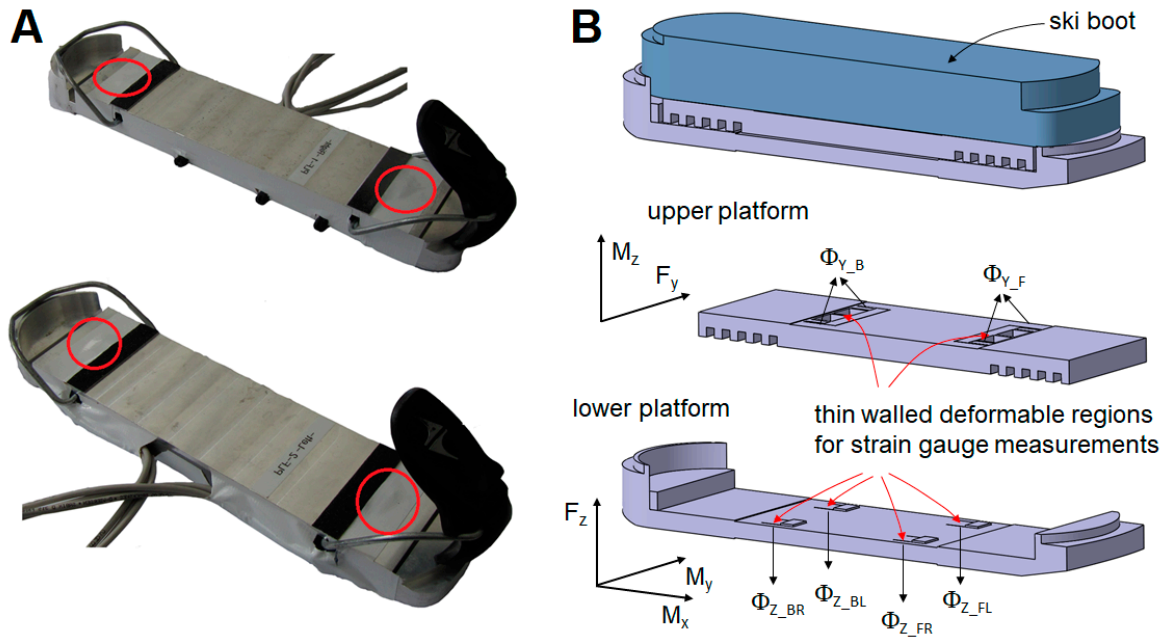 A
B
ski boot
upper platform
M_z
F_y
Φ_Y_B
Φ_Y_F
lower platform
thin walled deformable regions
for strain gauge measurements
F_z
M_y
M_x
Φ_Z_BR
Φ_Z_BL
Φ_Z_FR
Φ_Z_FL